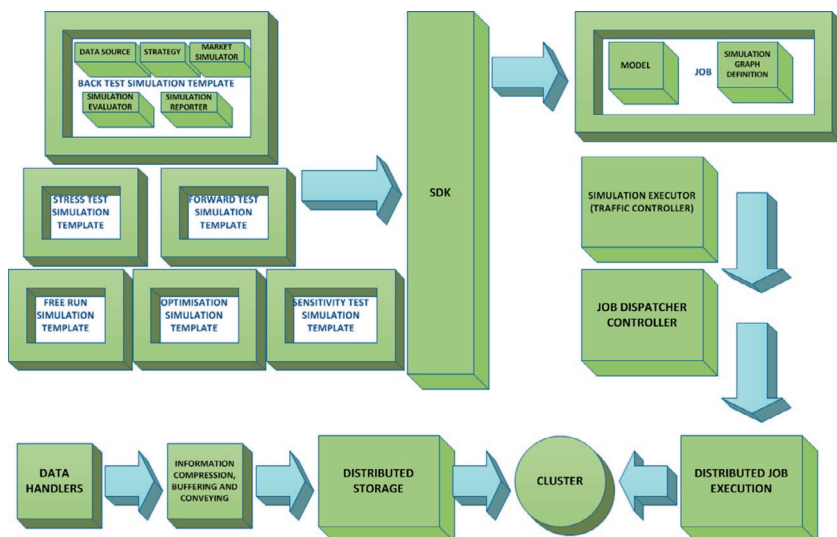 DATA SOURCE
STRATEGY
MARKET
SIMULATOR
BACK TEST SIMULATION TEMPLATE
SIMULATION
EVALUATOR
SIMULATION
REPORTER
STRESS TEST
SIMULATION
TEMPLATE
FORWARD TEST
SIMULATION
TEMPLATE
FREE RUN
SIMULATION
TEMPLATE
OPTIMISATION
SIMULATION
TEMPLATE
SENSITIVITY TEST
SIMULATION
TEMPLATE
SDK
MODEL
JOB
SIMULATION
GRAPH
DEFINITION
SIMULATION EXECUTOR
(TRAFFIC CONTROLLER)
JOB DISPATCHER
CONTROLLER
DATA
HANDLERS
INFORMATION
COMPRESSION,
BUFFERING AND
CONVEYING
DISTRIBUTED
STORAGE
CLUSTER
DISTRIBUTED JOB
EXECUTION